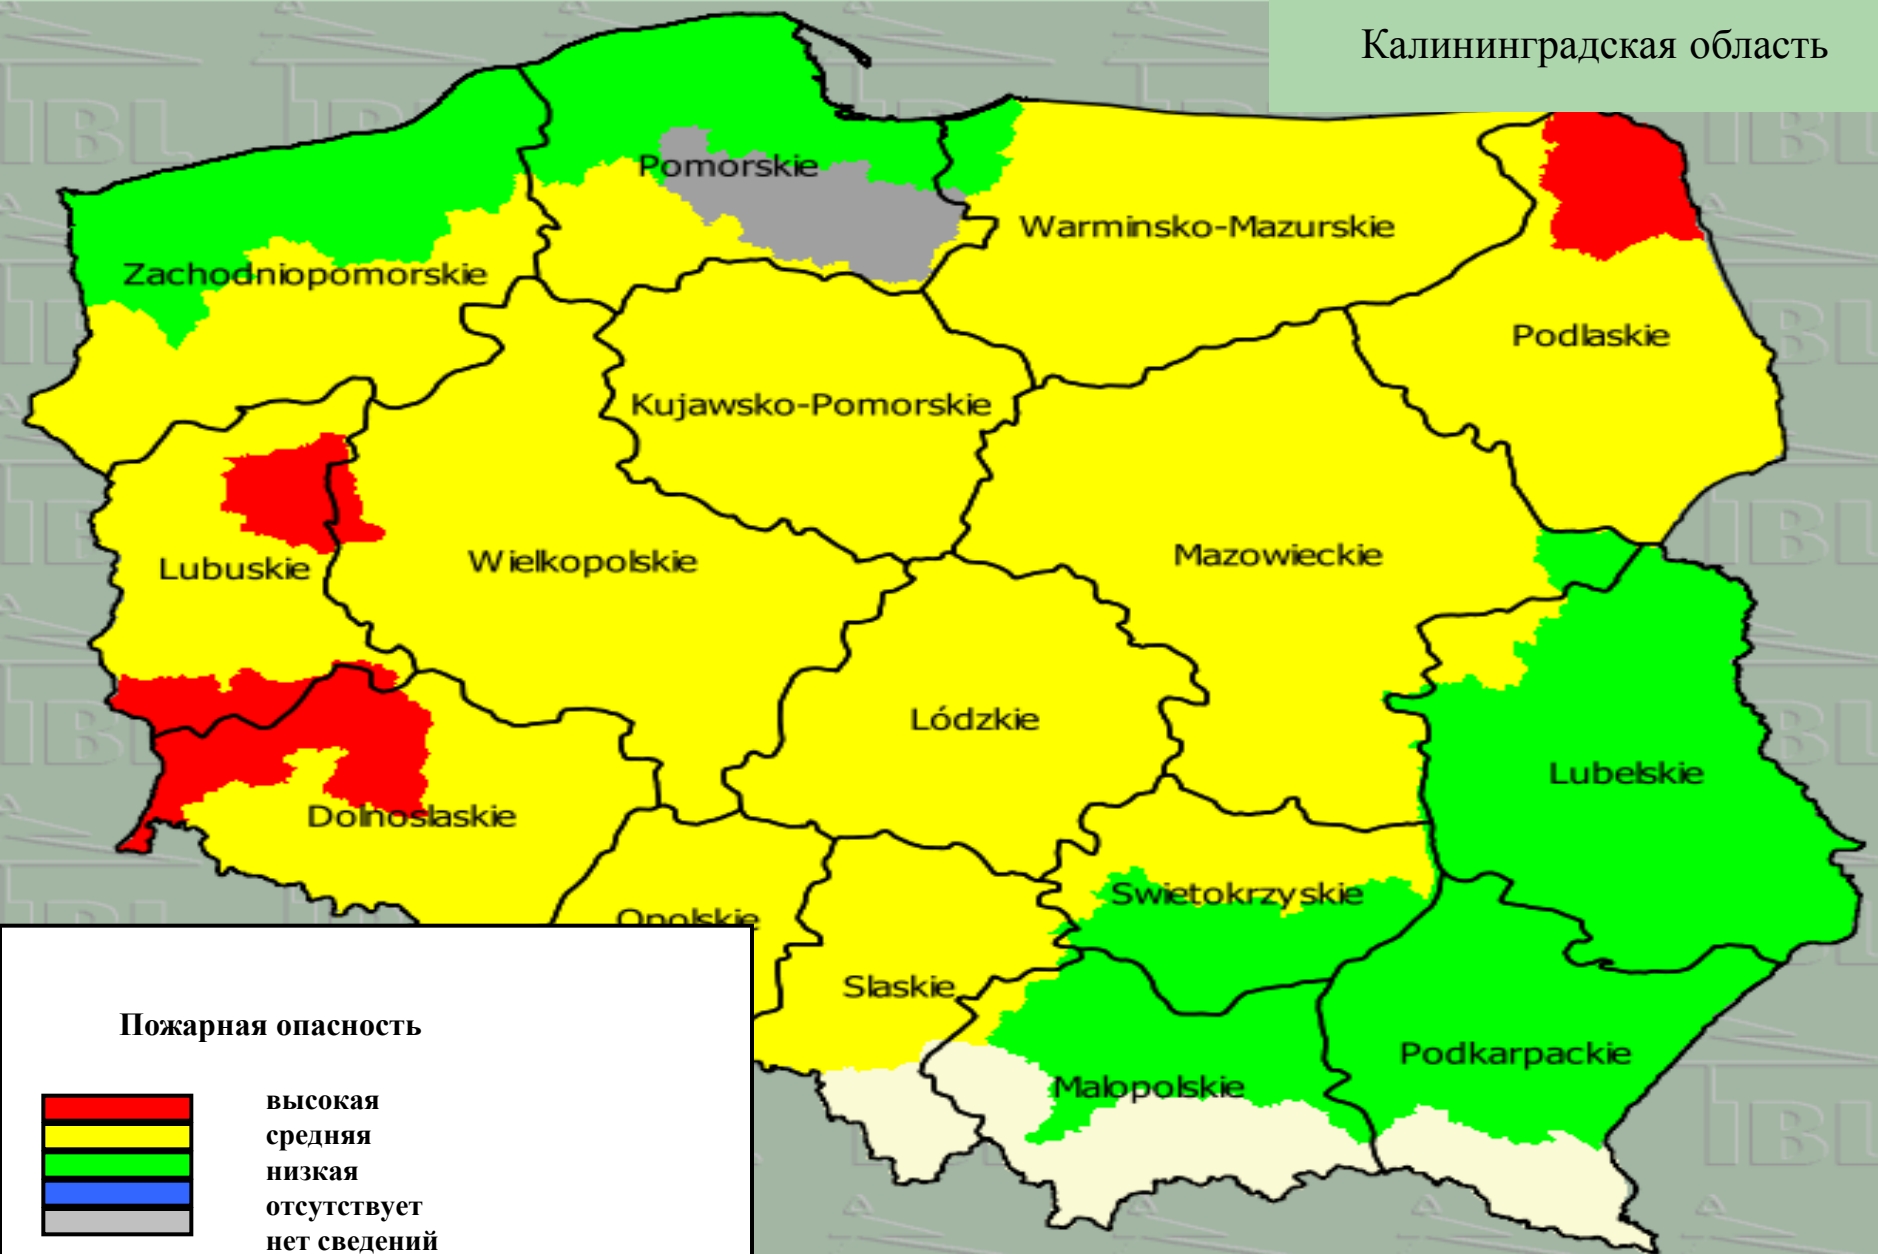 Калининградская область
Pomorskie
Warminsko-Mazurskie
Zachodniopomorskie
Podlaskie
Kujawsko-Pomorskie
Mazowieckie
Wielkopolskie
Lubuskie
Lódzkie
Lubelskie
Dolnoslaskie
Swietokrzyskie
Opolskie
Slaskie
Podkarpackie
Malopolskie
Пожарная опасность
высокая
средняя
низкая
отсутствует
нет сведений
IBL